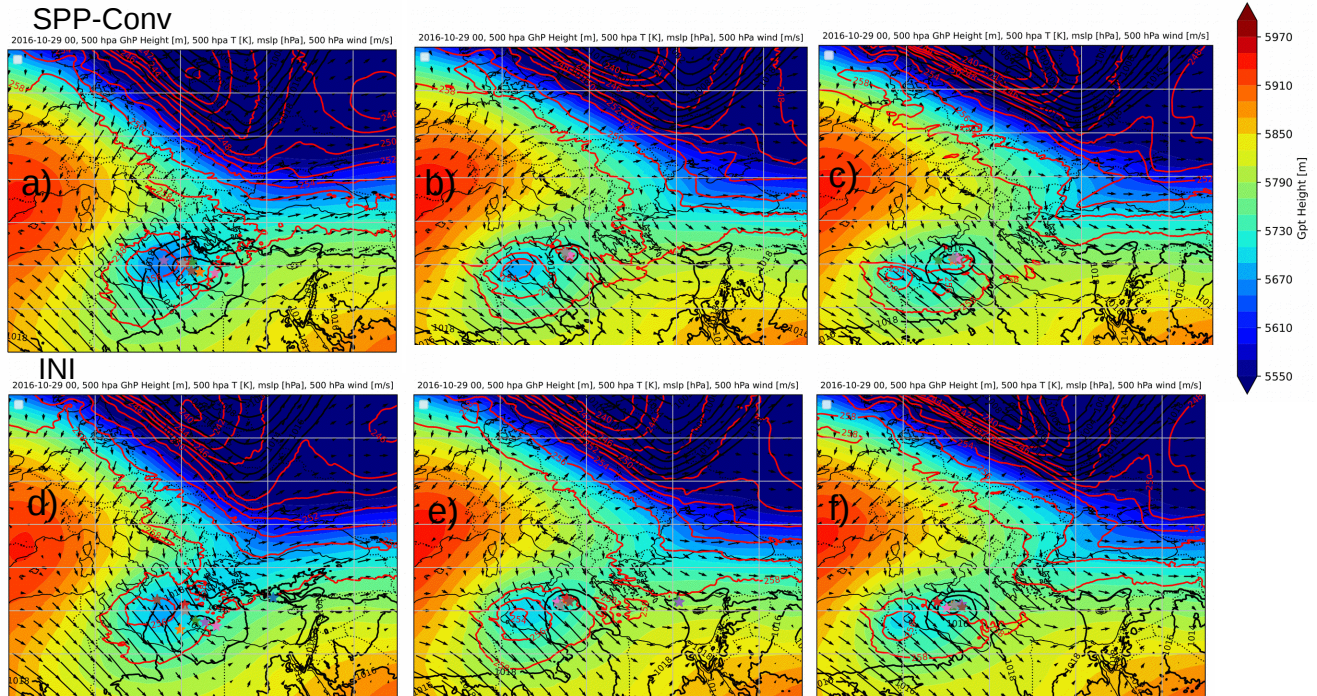 SPP-Conv
2016-10-29 00, 500 hpa GhP Height [m], 500 hpa T [K], mslp [hPa], 500 hPa wind [m/s]
2016-10-29 00, 500 hpa GhP Height [m], 500 hpa T [K], mslp [hPa], 500 hPa wind [m/s]
2016-10-29 00, 500 hpa GhP Height [m], 500 hpa T [K], mslp [hPa], 500 hPa wind [m/s]
a)
b)
c)
5970
5910
5850
5790
5730
5670
5610
5550
Gpt Height [m]
INI
2016-10-29 00, 500 hpa GhP Height [m], 500 hpa T [K], mslp [hPa], 500 hPa wind [m/s]
2016-10-29 00, 500 hpa GhP Height [m], 500 hpa T [K], mslp [hPa], 500 hPa wind [m/s]
2016-10-29 00, 500 hpa GhP Height [m], 500 hpa T [K], mslp [hPa], 500 hPa wind [m/s]
d)
e)
f)